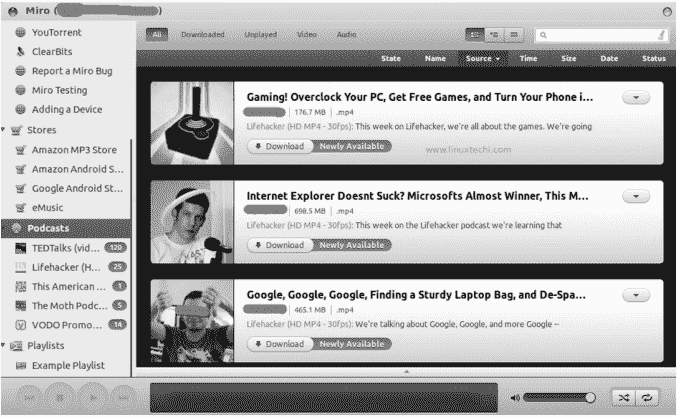 Miro (
)
YouTorrent
ClearBits
Report a Miro Bug
Miro Testing
Adding a Device
Stores
Amazon MP3 Store
Amazon Android S...
Google Android St...
eMusic
Podcasts
TEDTalks (vid... 120
Lifehacker (H... 25
This American ... 1
The Moth Podc... 5
VODO Promo... 14
Playlists
Example Playlist
All Downloaded Unplayed Video Audio
State Name Source Time Size Date Status
Gaming! Overclock Your PC, Get Free Games, and Turn Your Phone i...
176.7 MB .mp4
Lifehacker (HD MP4 - 30fps): This week on Lifehacker, we're all about the games. We're going
Download Newly Available
www.linuxtechi.com
Internet Explorer Doesnt Suck? Microsofts Almost Winner, This M...
698.5 MB .mp4
Lifehacker (HD MP4 - 30fps): This week on the Lifehacker podcast we're learning that
Download Newly Available
Google, Google, Google, Finding a Sturdy Laptop Bag, and De-Spa...
465.1 MB .mp4
Lifehacker (HD MP4 - 30fps): We're talking about Google, Google, and more Google --
Download Newly Available